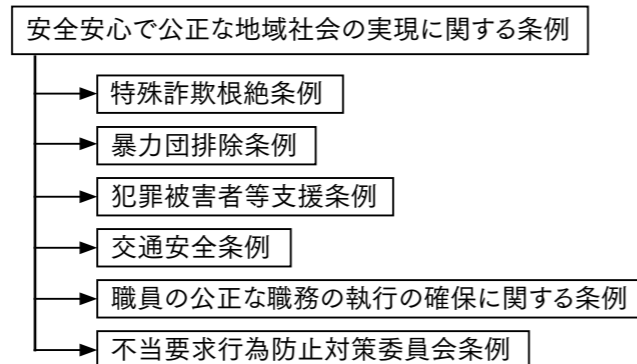 安全安心で公正な地域社会の実現に関する条例
特殊詐欺根絶条例
暴力団排除条例
犯罪被害者等支援条例
交通安全条例
職員の公正な職務の執行の確保に関する条例
不当要求行為防止対策委員会条例